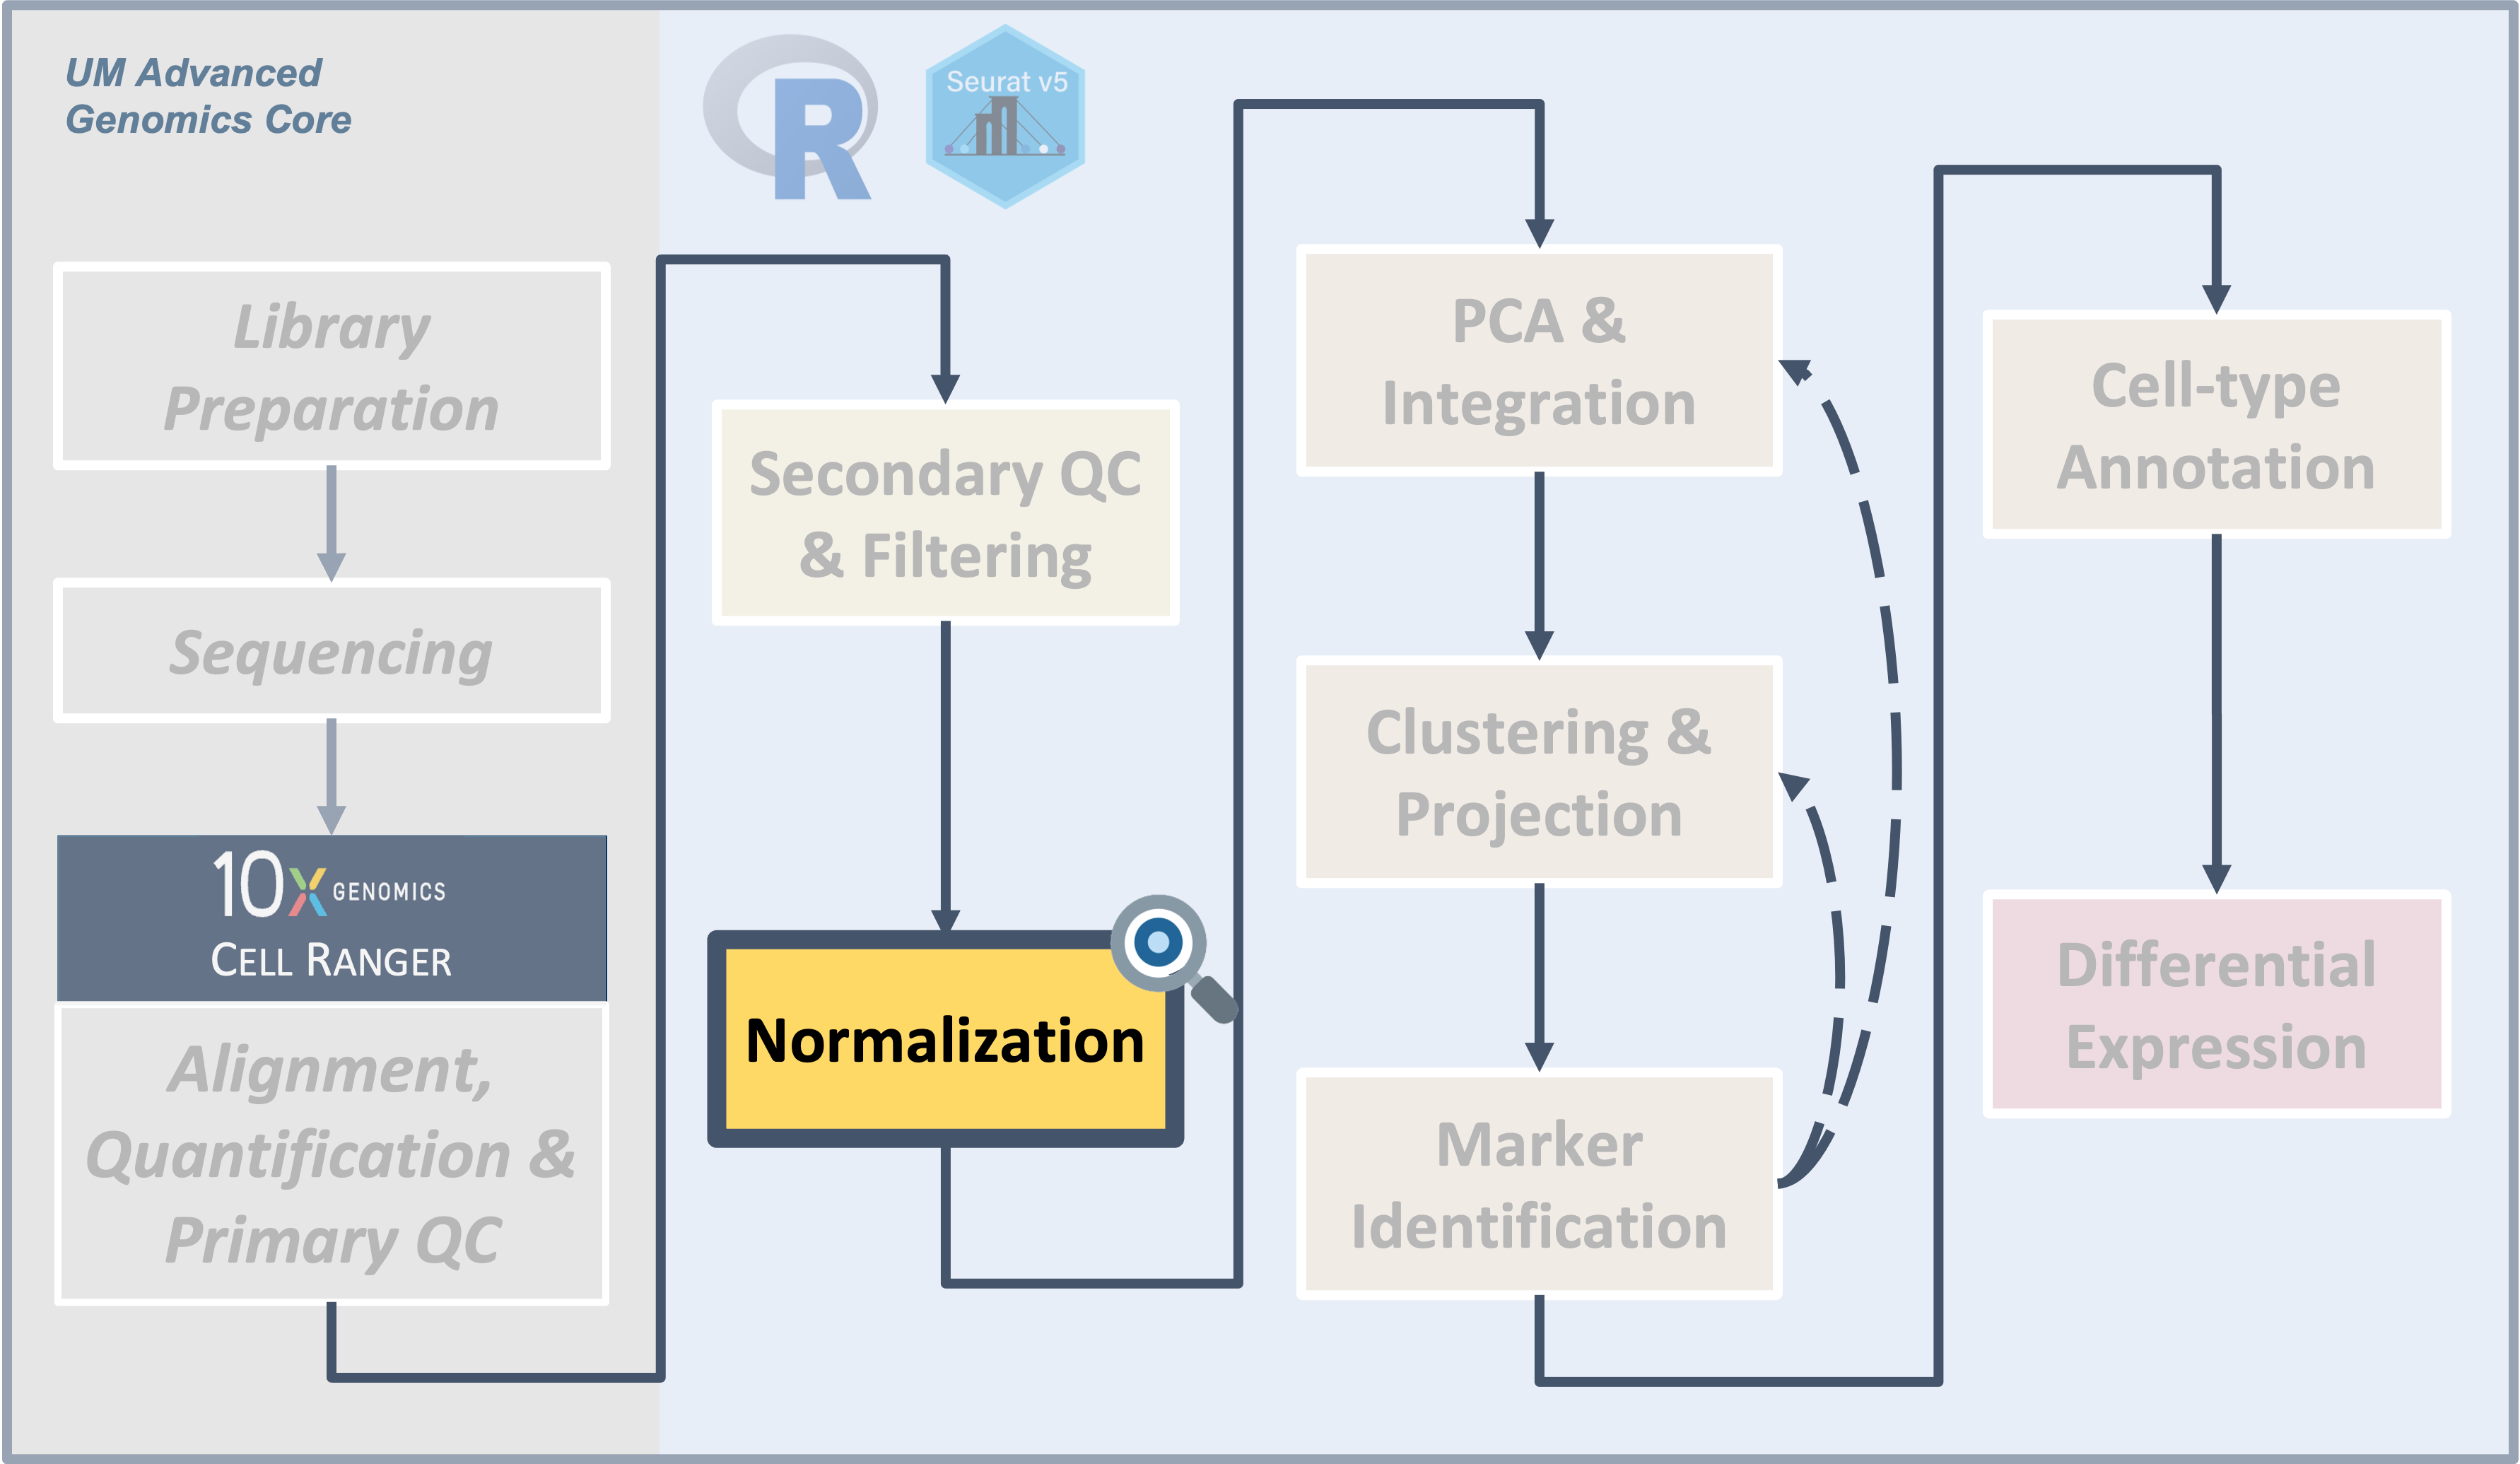 UM Advanced
Genomics Core
R
Seurat v5
Library
Preparation
Sequencing
10X GENOMICS
CELL RANGER
Alignment,
Quantification &
Primary QC
Secondary QC
& Filtering
Normalization
PCA &
Integration
Clustering &
Projection
Marker
Identification
Cell-type
Annotation
Differential
Expression